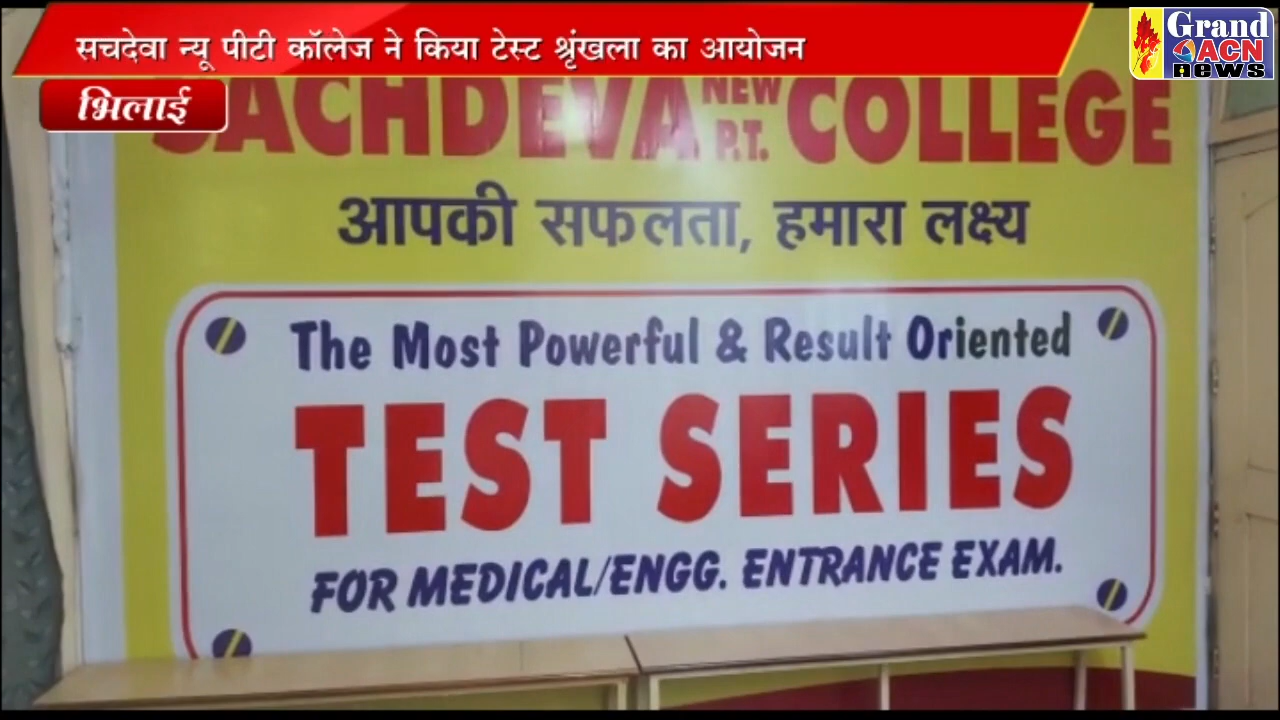 सचदेवा न्यू पीटी कॉलेज ने किया टेस्ट श्रृंखला का आयोजन
Grand
ACN
news
भिलाई
SACHDEVA NEW P.T. COLLEGE
आपकी सफलता, हमारा लक्ष्य
The Most Powerful & Result Oriented
TEST SERIES
FOR MEDICAL/ENGG. ENTRANCE EXAM.